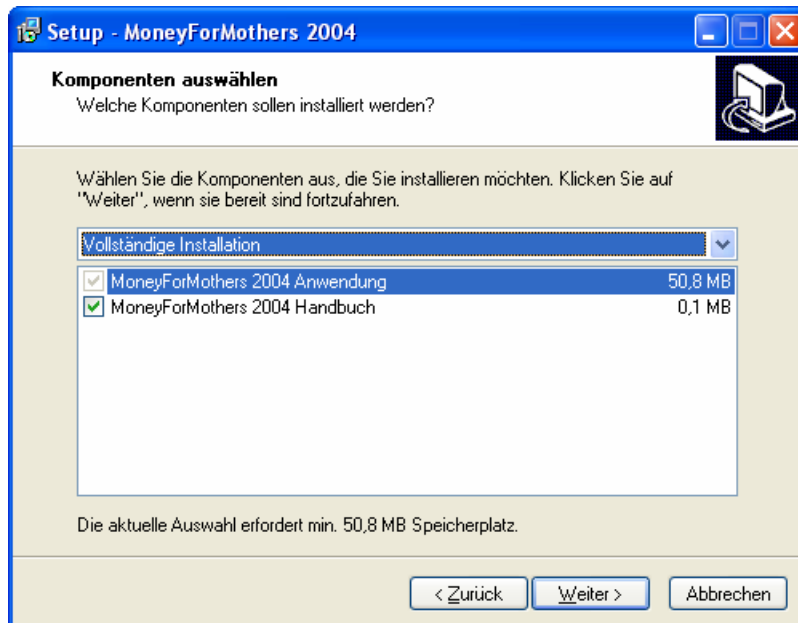 Setup - MoneyForMothers 2004
Komponenten auswählen
Welche Komponenten sollen installiert werden?
Wählen Sie die Komponenten aus, die Sie installieren möchten. Klicken Sie auf
"Weiter", wenn sie bereit sind fortzufahren.
Vollständige Installation
MoneyForMothers 2004 Anwendung 50,8 MB
MoneyForMothers 2004 Handbuch 0,1 MB
Die aktuelle Auswahl erfordert min. 50,8 MB Speicherplatz.
< Zurück Weiter > Abbrechen